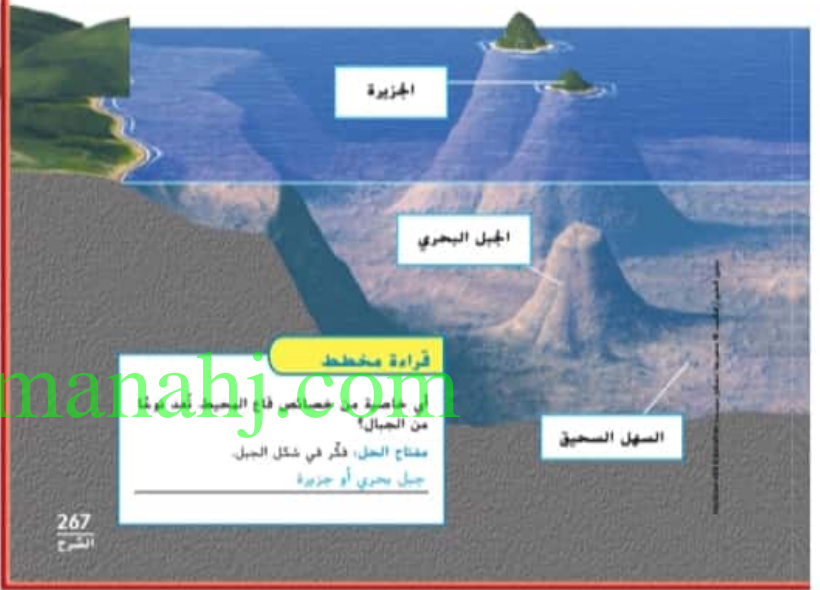 الجزيرة
الجبل البحري
السهل السحيق
قراءة مخطط
أي خاصية من خصائص قاع المحيط تُعد نوعًا
من الجبال؟
مفتاح الحل: فكّر في شكل الجبل.
جبل بحري أو جزيرة
manahj.com
267
الشرح